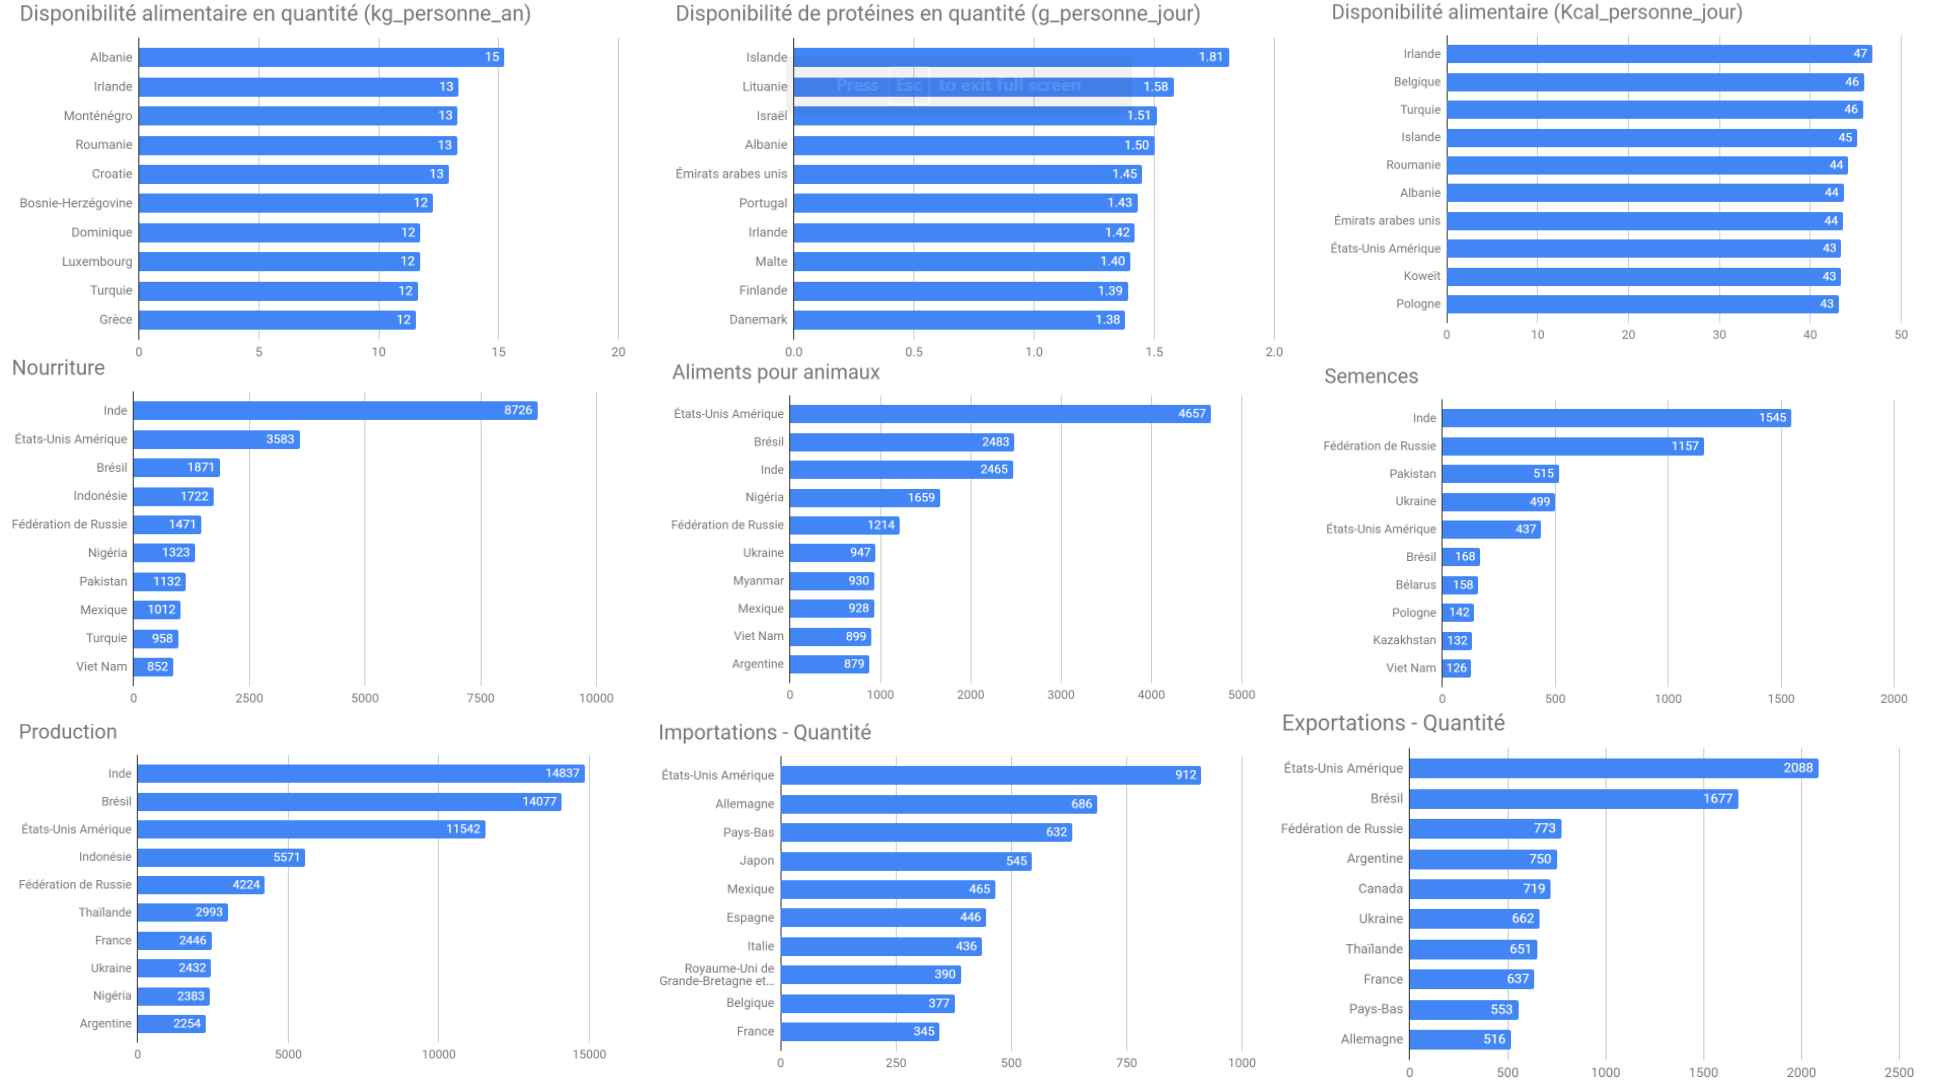 Disponibilité alimentaire en quantité (kg_personne_an)
Albanie 15
Irlande 13
Monténégro 13
Roumanie 13
Croatie 13
Bosnie-Herzégovine 12
Dominique 12
Luxembourg 12
Turquie 12
Grèce 12
0 5 10 15 20
Disponibilité de protéines en quantité (g_personne_jour)
Islande 1.81
Lituanie 1.58
Press Esc to exit full screen
Israël 1.51
Albanie 1.50
Émirats arabes unis 1.45
Portugal 1.43
Irlande 1.42
Malte 1.40
Finlande 1.39
Danemark 1.38
0.0 0.5 1.0 1.5 2.0
Disponibilité alimentaire (Kcal_personne_jour)
Irlande 47
Belgique 46
Turquie 46
Islande 45
Roumanie 44
Albanie 44
Émirats arabes unis 44
États-Unis Amérique 43
Koweït 43
Pologne 43
0 10 20 30 40 50
Nourriture
Inde 8726
États-Unis Amérique 3583
Brésil 1871
Indonésie 1722
Fédération de Russie 1471
Nigéria 1323
Pakistan 1132
Mexique 1012
Turquie 958
Viet Nam 852
0 2500 5000 7500 10000
Aliments pour animaux
États-Unis Amérique 4657
Brésil 2483
Inde 2465
Nigéria 1659
Fédération de Russie 1214
Ukraine 947
Myanmar 930
Mexique 928
Viet Nam 899
Argentine 879
0 1000 2000 3000 4000 5000
Semences
Inde 1545
Fédération de Russie 1157
Pakistan 515
Ukraine 499
États-Unis Amérique 437
Brésil 168
Bélarus 158
Pologne 142
Kazakhstan 132
Viet Nam 126
0 500 1000 1500 2000
Production
Inde 14837
Brésil 14077
États-Unis Amérique 11542
Indonésie 5571
Fédération de Russie 4224
Thaïlande 2993
France 2446
Ukraine 2432
Nigéria 2383
Argentine 2254
0 5000 10000 15000
Importations - Quantité
États-Unis Amérique 912
Allemagne 686
Pays-Bas 632
Japon 545
Mexique 465
Espagne 446
Italie 436
Royaume-Uni de
Grande-Bretagne et... 390
Belgique 377
France 345
0 250 500 750 1000
Exportations - Quantité
États-Unis Amérique 2088
Brésil 1677
Fédération de Russie 773
Argentine 750
Canada 719
Ukraine 662
Thaïlande 651
France 637
Pays-Bas 553
Allemagne 516
0 500 1000 1500 2000 2500